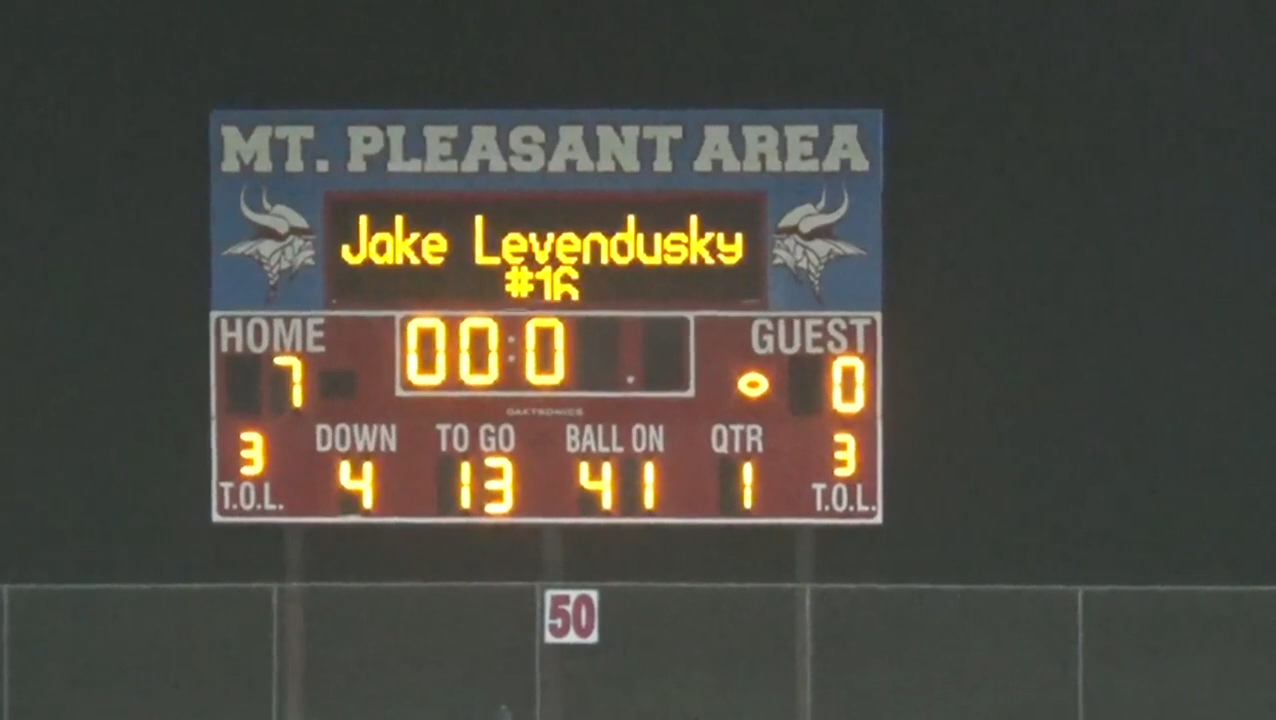 MT. PLEASANT AREA
Jake Levendusky
#16
HOME 00:0 GUEST
7 0
DAKTRONICS
DOWN TO GO BALL ON QTR
3 4 13 41 1 3
T.O.L. T.O.L.
50